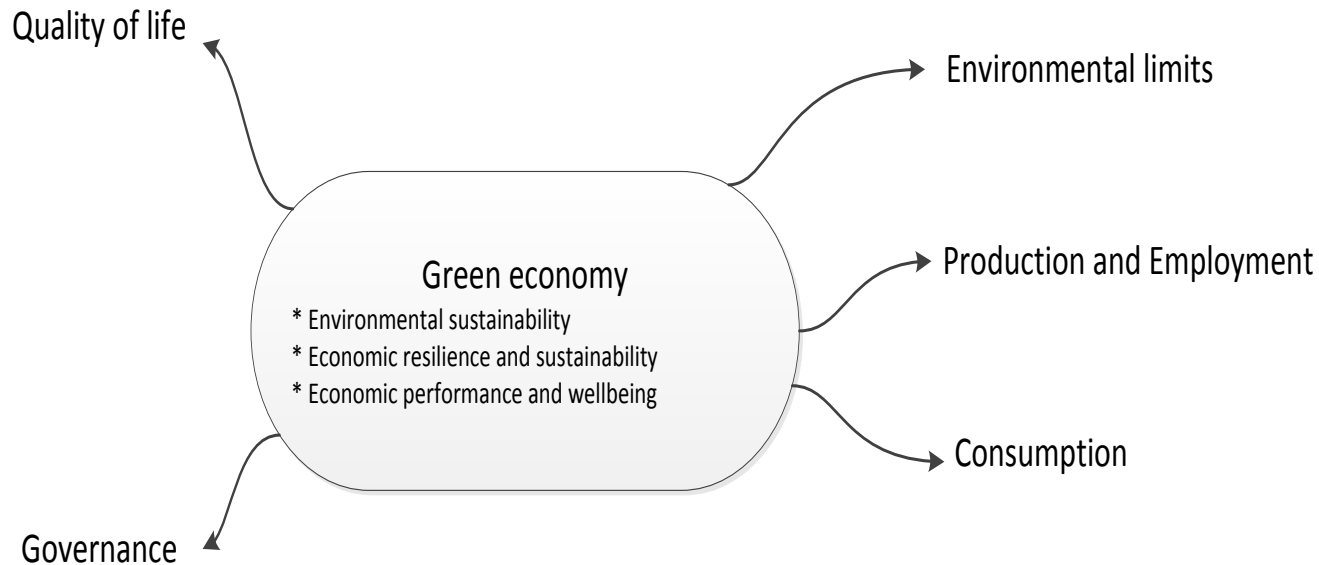 Quality of life
Environmental limits
Green economy
* Environmental sustainability
* Economic resilience and sustainability
* Economic performance and wellbeing
Production and Employment
Consumption
Governance